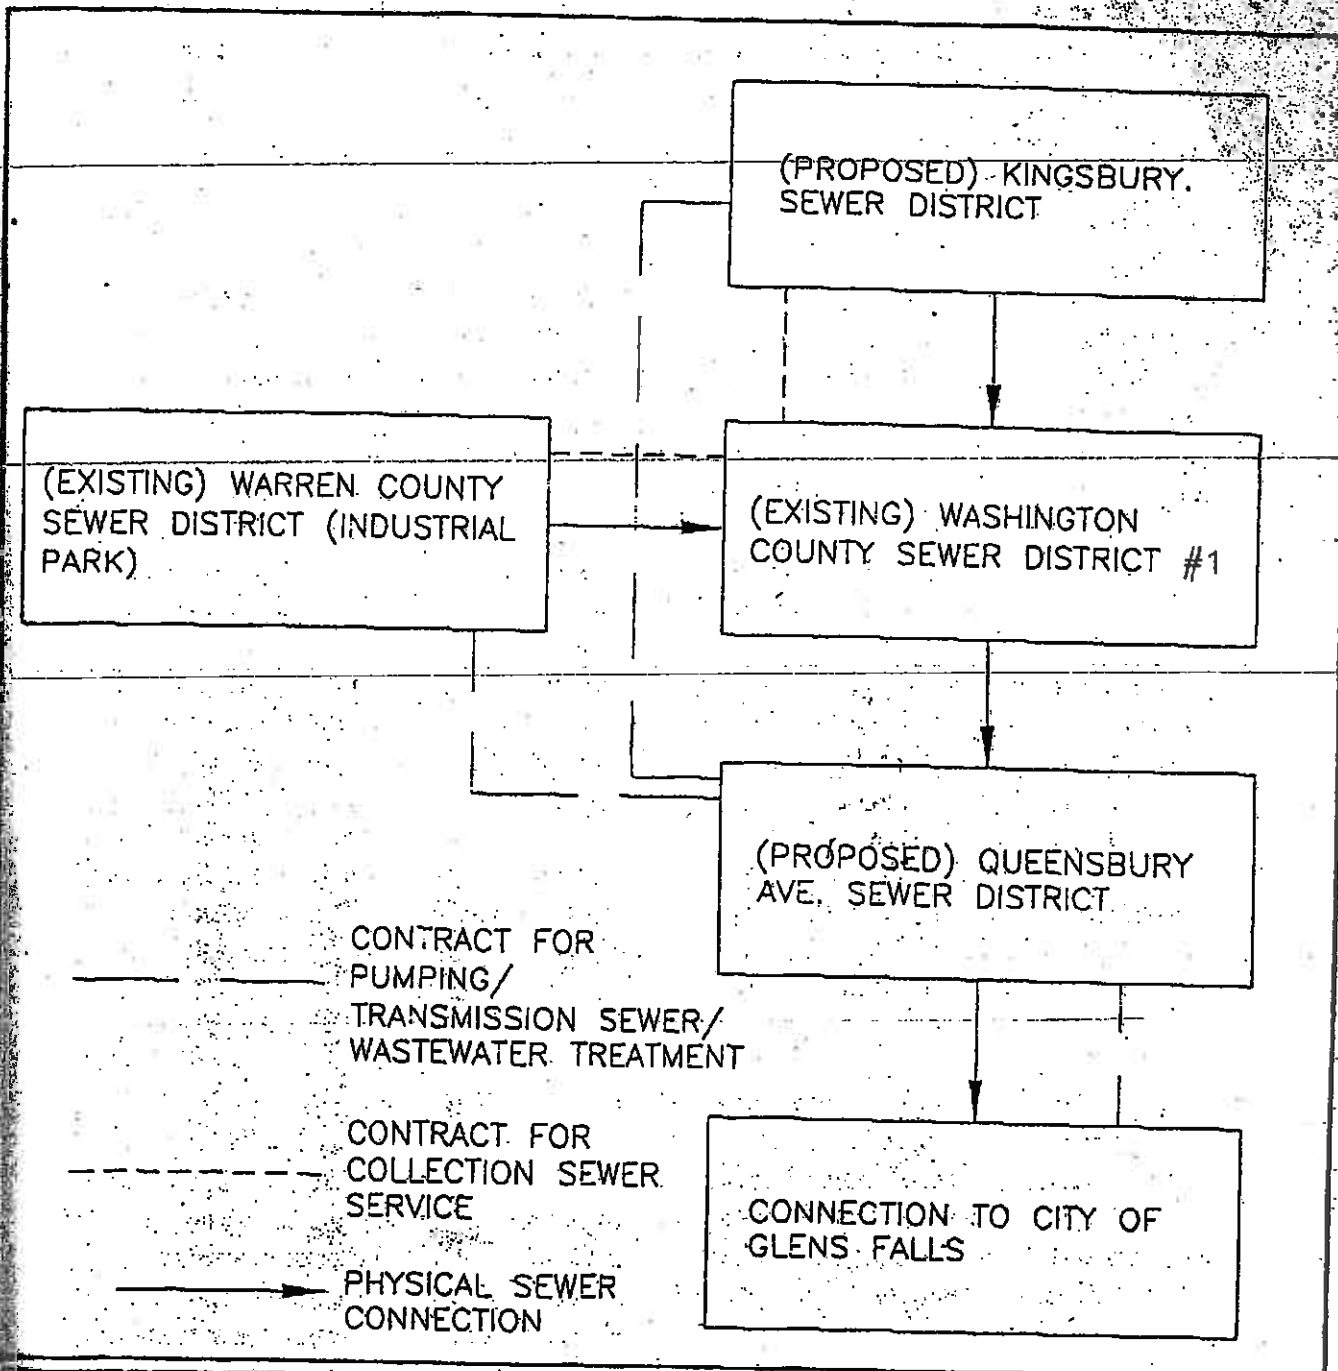 (PROPOSED) KINGSBURY.
SEWER DISTRICT
(EXISTING) WARREN COUNTY
SEWER DISTRICT (INDUSTRIAL
PARK)
(EXISTING) WASHINGTON
COUNTY SEWER DISTRICT #1
(PROPOSED) QUEENSBURY
AVE. SEWER DISTRICT
CONTRACT FOR
PUMPING/
TRANSMISSION SEWER/
WASTEWATER TREATMENT
CONTRACT FOR
COLLECTION SEWER
SERVICE
PHYSICAL SEWER
CONNECTION
CONNECTION TO CITY OF
GLENS FALLS